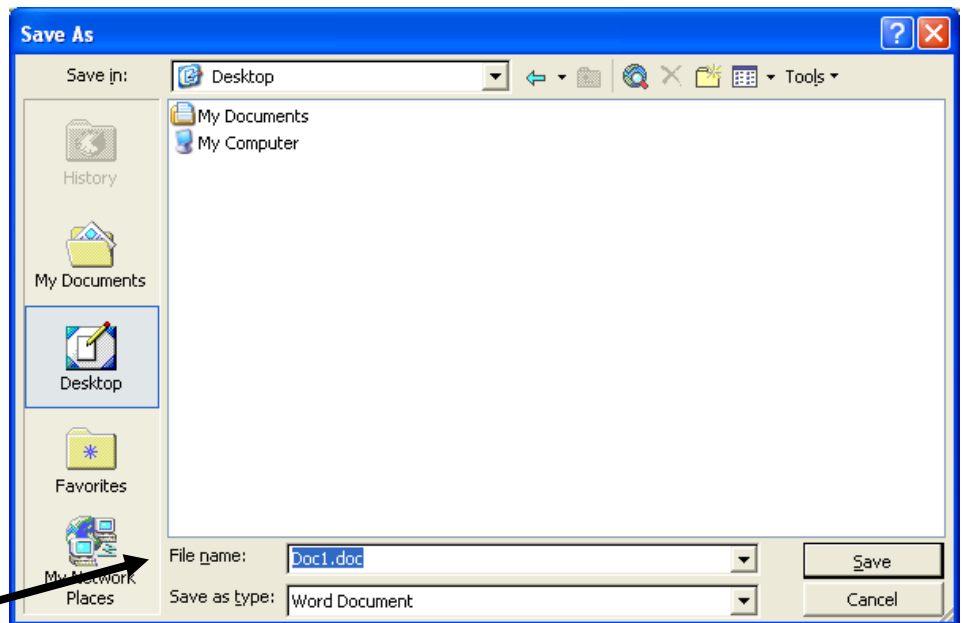 Save As
Save in: Desktop Tools
My Documents
My Computer
History
My Documents
Desktop
Favorites
My Network
Places
File name: Doc1.doc Save
Save as type: Word Document Cancel